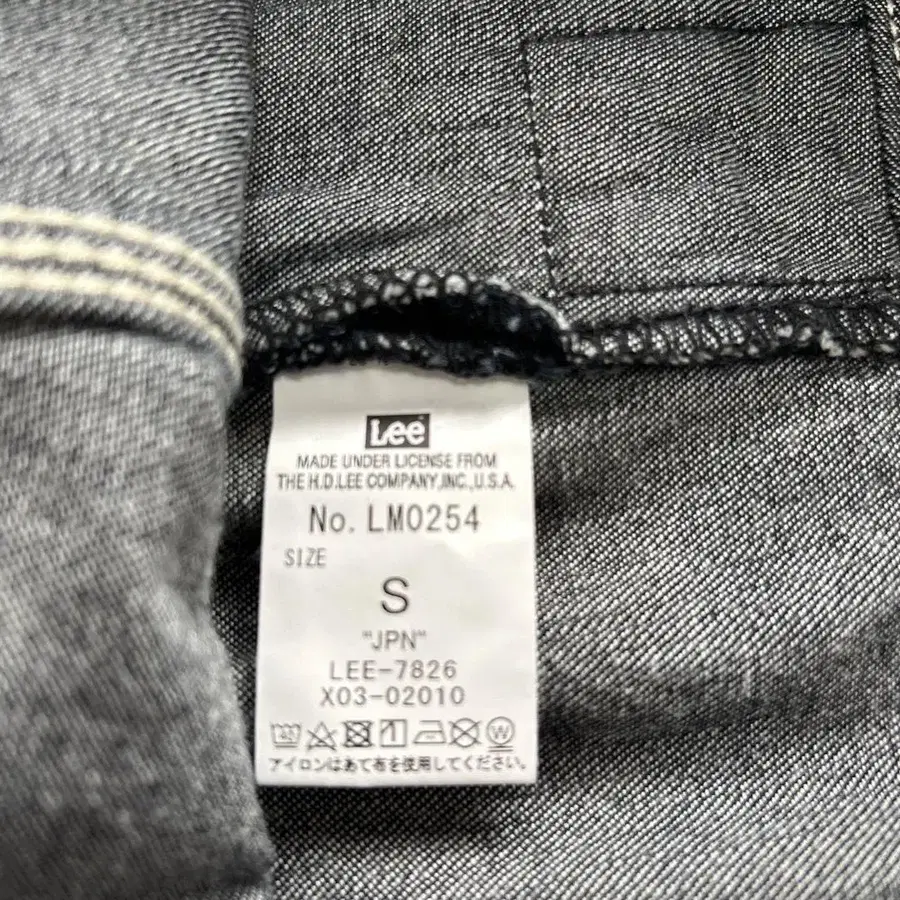 Lee
MADE UNDER LICENSE FROM
THE H.D.LEE COMPANY,INC.,U.S.A.
No. LM0254
SIZE
S
"JPN"
LEE-7826
X03-02010
アイロンはあて布を使用してください。